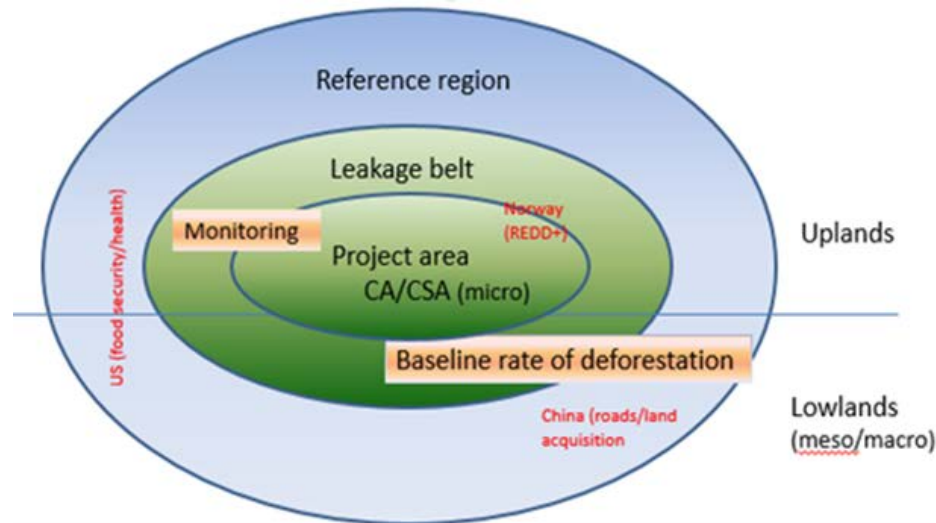 Reference region
Leakage belt
US (food security/health)
Monitoring
Norway
(REDD+)
Uplands
Project area
CA/CSA (micro)
Baseline rate of deforestation
China (roads/land
acquisition
Lowlands
(meso/macro)